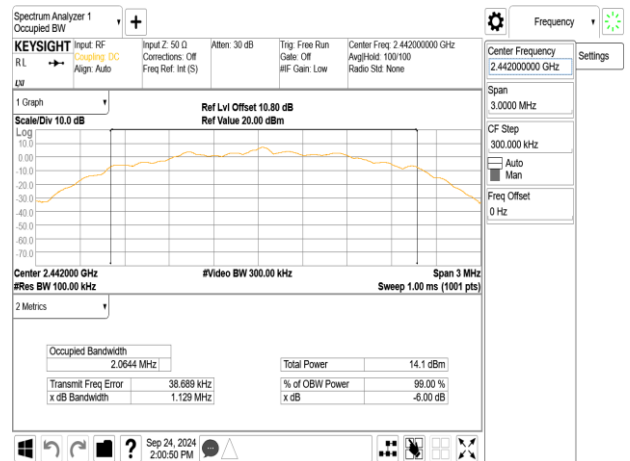 Spectrum Analyzer 1
Occupied BW
Frequency
KEYSIGHT
R L
Input: RF
Coupling: DC
Align: Auto
Input Z: 50 Ω
Corrections: Off
Freq Ref: Int (S)
Atten: 30 dB
Trig: Free Run
Gate: Off
#IF Gain: Low
Center Freq: 2.442000000 GHz
Avg|Hold: 100/100
Radio Std: None
LXI
Center Frequency
2.442000000 GHz
Settings
Span
3.0000 MHz
CF Step
300.000 kHz
Auto
Man
Freq Offset
0 Hz
1 Graph
Scale/Div 10.0 dB
Ref Lvl Offset 10.80 dB
Ref Value 20.00 dBm
Log
10.0
0.00
-10.0
-20.0
-30.0
-40.0
-50.0
-60.0
-70.0
Center 2.442000 GHz
#Video BW 300.00 kHz
Span 3 MHz
#Res BW 100.00 kHz
Sweep 1.00 ms (1001 pts)
2 Metrics
Occupied Bandwidth
2.0644 MHz
Total Power 14.1 dBm
Transmit Freq Error 38.689 kHz
% of OBW Power 99.00 %
x dB Bandwidth 1.129 MHz
x dB -6.00 dB
Sep 24, 2024
2:00:50 PM